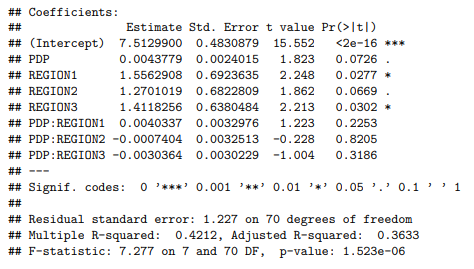 ## Coefficients:
## Estimate Std. Error t value Pr(>|t|)
## (Intercept) 7.5129900 0.4830879 15.552 <2e-16 ***
## PDP 0.0043779 0.0024015 1.823 0.0726 .
## REGION1 1.5562908 0.6923635 2.248 0.0277 *
## REGION2 1.2701019 0.6822809 1.862 0.0669 .
## REGION3 1.4118256 0.6380484 2.213 0.0302 *
## PDP:REGION1 0.0040337 0.0032976 1.223 0.2253
## PDP:REGION2 -0.0007404 0.0032513 -0.228 0.8205
## PDP:REGION3 -0.0030364 0.0030229 -1.004 0.3186
## ---
## Signif. codes: 0 '***' 0.001 '**' 0.01 '*' 0.05 '.' 0.1 ' ' 1
##
## Residual standard error: 1.227 on 70 degrees of freedom
## Multiple R-squared: 0.4212, Adjusted R-squared: 0.3633
## F-statistic: 7.277 on 7 and 70 DF, p-value: 1.523e-06